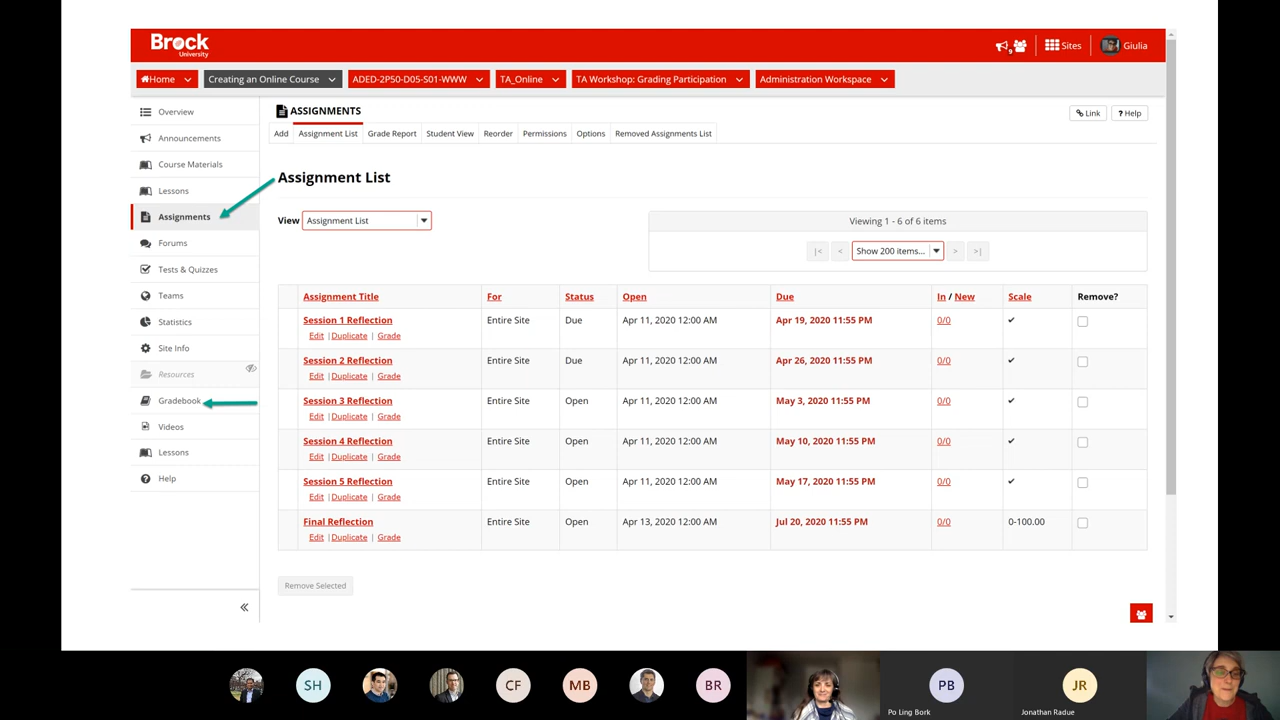 Brock
University
9
Sites
Giulia
Home
Creating an Online Course
ADED-2P50-D05-S01-WWW
TA_Online
TA Workshop: Grading Participation
Administration Workspace
Overview
Announcements
Course Materials
Lessons
Assignments
Forums
Tests & Quizzes
Teams
Statistics
Site Info
Resources
Gradebook
Videos
Lessons
Help
ASSIGNMENTS
Link
? Help
Add Assignment List Grade Report Student View Reorder Permissions Options Removed Assignments List
Assignment List
View Assignment List
Viewing 1 - 6 of 6 items
|< < Show 200 items... > >|
Assignment Title For Status Open Due In / New Scale Remove?
Session 1 Reflection Entire Site Due Apr 11, 2020 12:00 AM Apr 19, 2020 11:55 PM 0/0 ✔
Edit | Duplicate | Grade
Session 2 Reflection Entire Site Due Apr 11, 2020 12:00 AM Apr 26, 2020 11:55 PM 0/0 ✔
Edit | Duplicate | Grade
Session 3 Reflection Entire Site Open Apr 11, 2020 12:00 AM May 3, 2020 11:55 PM 0/0 ✔
Edit | Duplicate | Grade
Session 4 Reflection Entire Site Open Apr 11, 2020 12:00 AM May 10, 2020 11:55 PM 0/0 ✔
Edit | Duplicate | Grade
Session 5 Reflection Entire Site Open Apr 11, 2020 12:00 AM May 17, 2020 11:55 PM 0/0 ✔
Edit | Duplicate | Grade
Final Reflection Entire Site Open Apr 13, 2020 12:00 AM Jul 20, 2020 11:55 PM 0/0 0-100.00
Edit | Duplicate | Grade
Remove Selected
«
SH
CF
MB
BR
PB
Po Ling Bork
JR
Jonathan Radue